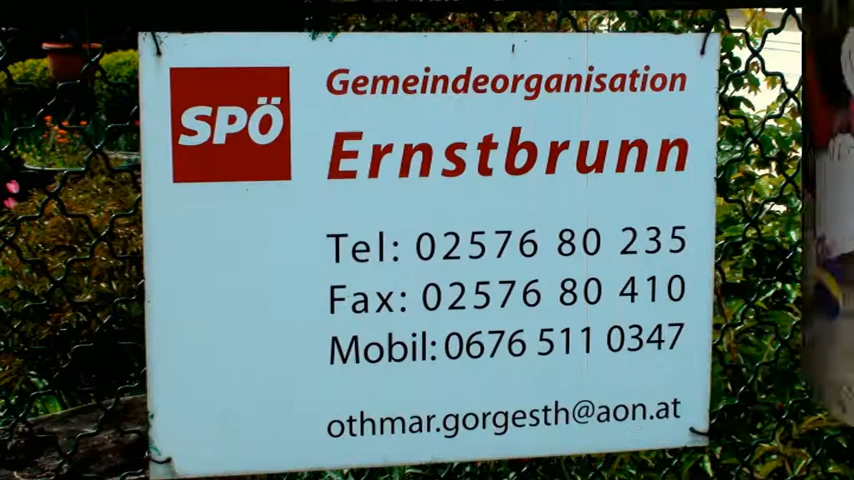 SPÖ
Gemeindeorganisation
Ernstbrunn
Tel: 02576 80 235
Fax: 02576 80 410
Mobil: 0676 511 0347
othmar.gorgesth@aon.at